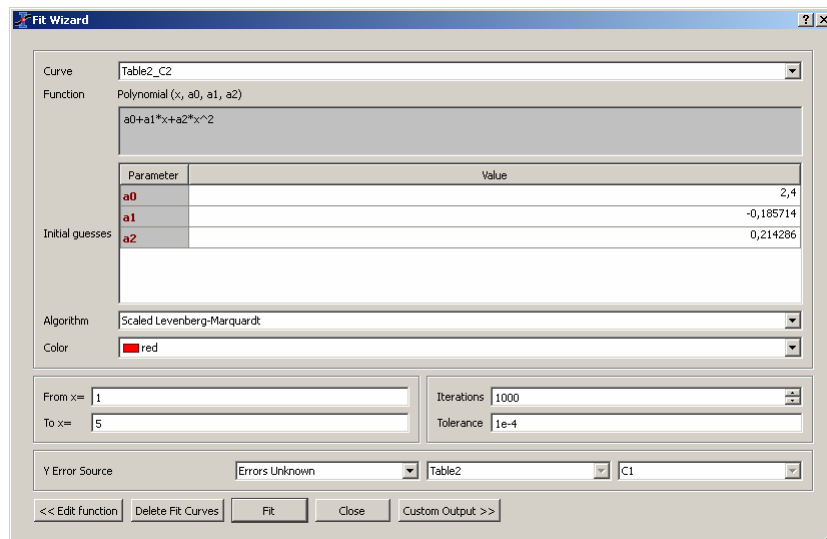 Fit Wizard
Curve Table2_C2
Function Polynomial (x, a0, a1, a2)
a0+a1*x+a2*x^2
Parameter Value
a0 2,4
a1 -0,185714
Initial guesses a2 0,214286
Algorithm Scaled Levenberg-Marquardt
Color red
From x= 1 Iterations 1000
To x= 5 Tolerance 1e-4
Y Error Source Errors Unknown Table2 C1
<< Edit function Delete Fit Curves Fit Close Custom Output >>